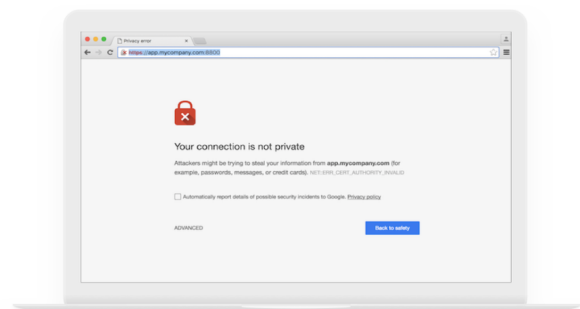 Privacy error
https://app.mycompany.com:8800
Your connection is not private
Attackers might be trying to steal your information from app.mycompany.com (for
example, passwords, messages, or credit cards). NET::ERR_CERT_AUTHORITY_INVALID
Automatically report details of possible security incidents to Google. Privacy policy
ADVANCED
Back to safety